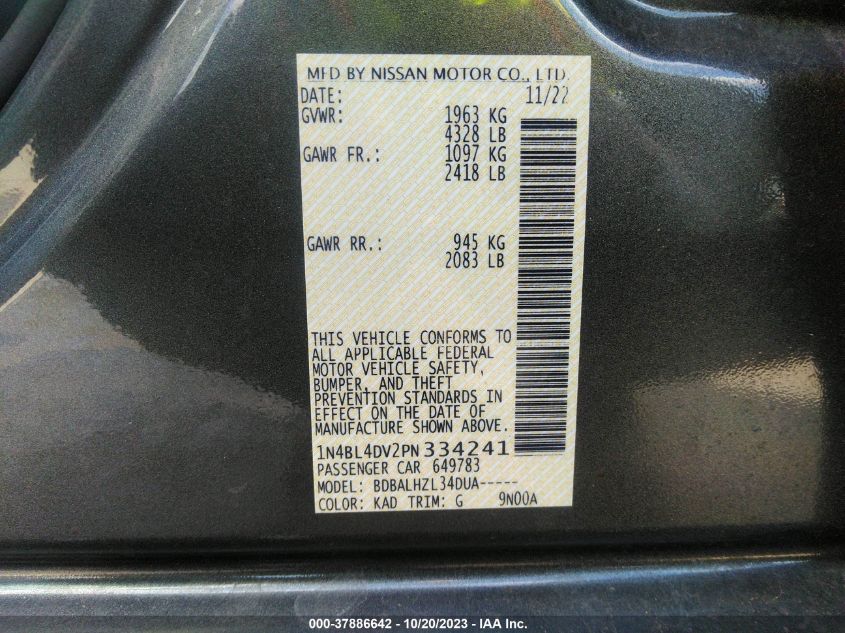 MFD BY NISSAN MOTOR CO., LTD.
DATE: 11/22
GVWR: 1963 KG
4328 LB
GAWR FR.: 1097 KG
2418 LB
GAWR RR.: 945 KG
2083 LB
THIS VEHICLE CONFORMS TO
ALL APPLICABLE FEDERAL
MOTOR VEHICLE SAFETY,
BUMPER, AND THEFT
PREVENTION STANDARDS IN
EFFECT ON THE DATE OF
MANUFACTURE SHOWN ABOVE.
1N4BL4DV2PN334241
PASSENGER CAR 649783
MODEL: BDBALHZL34DUA-----
COLOR: KAD TRIM: G 9N00A
000-37886642 - 10/20/2023 - IAA Inc.